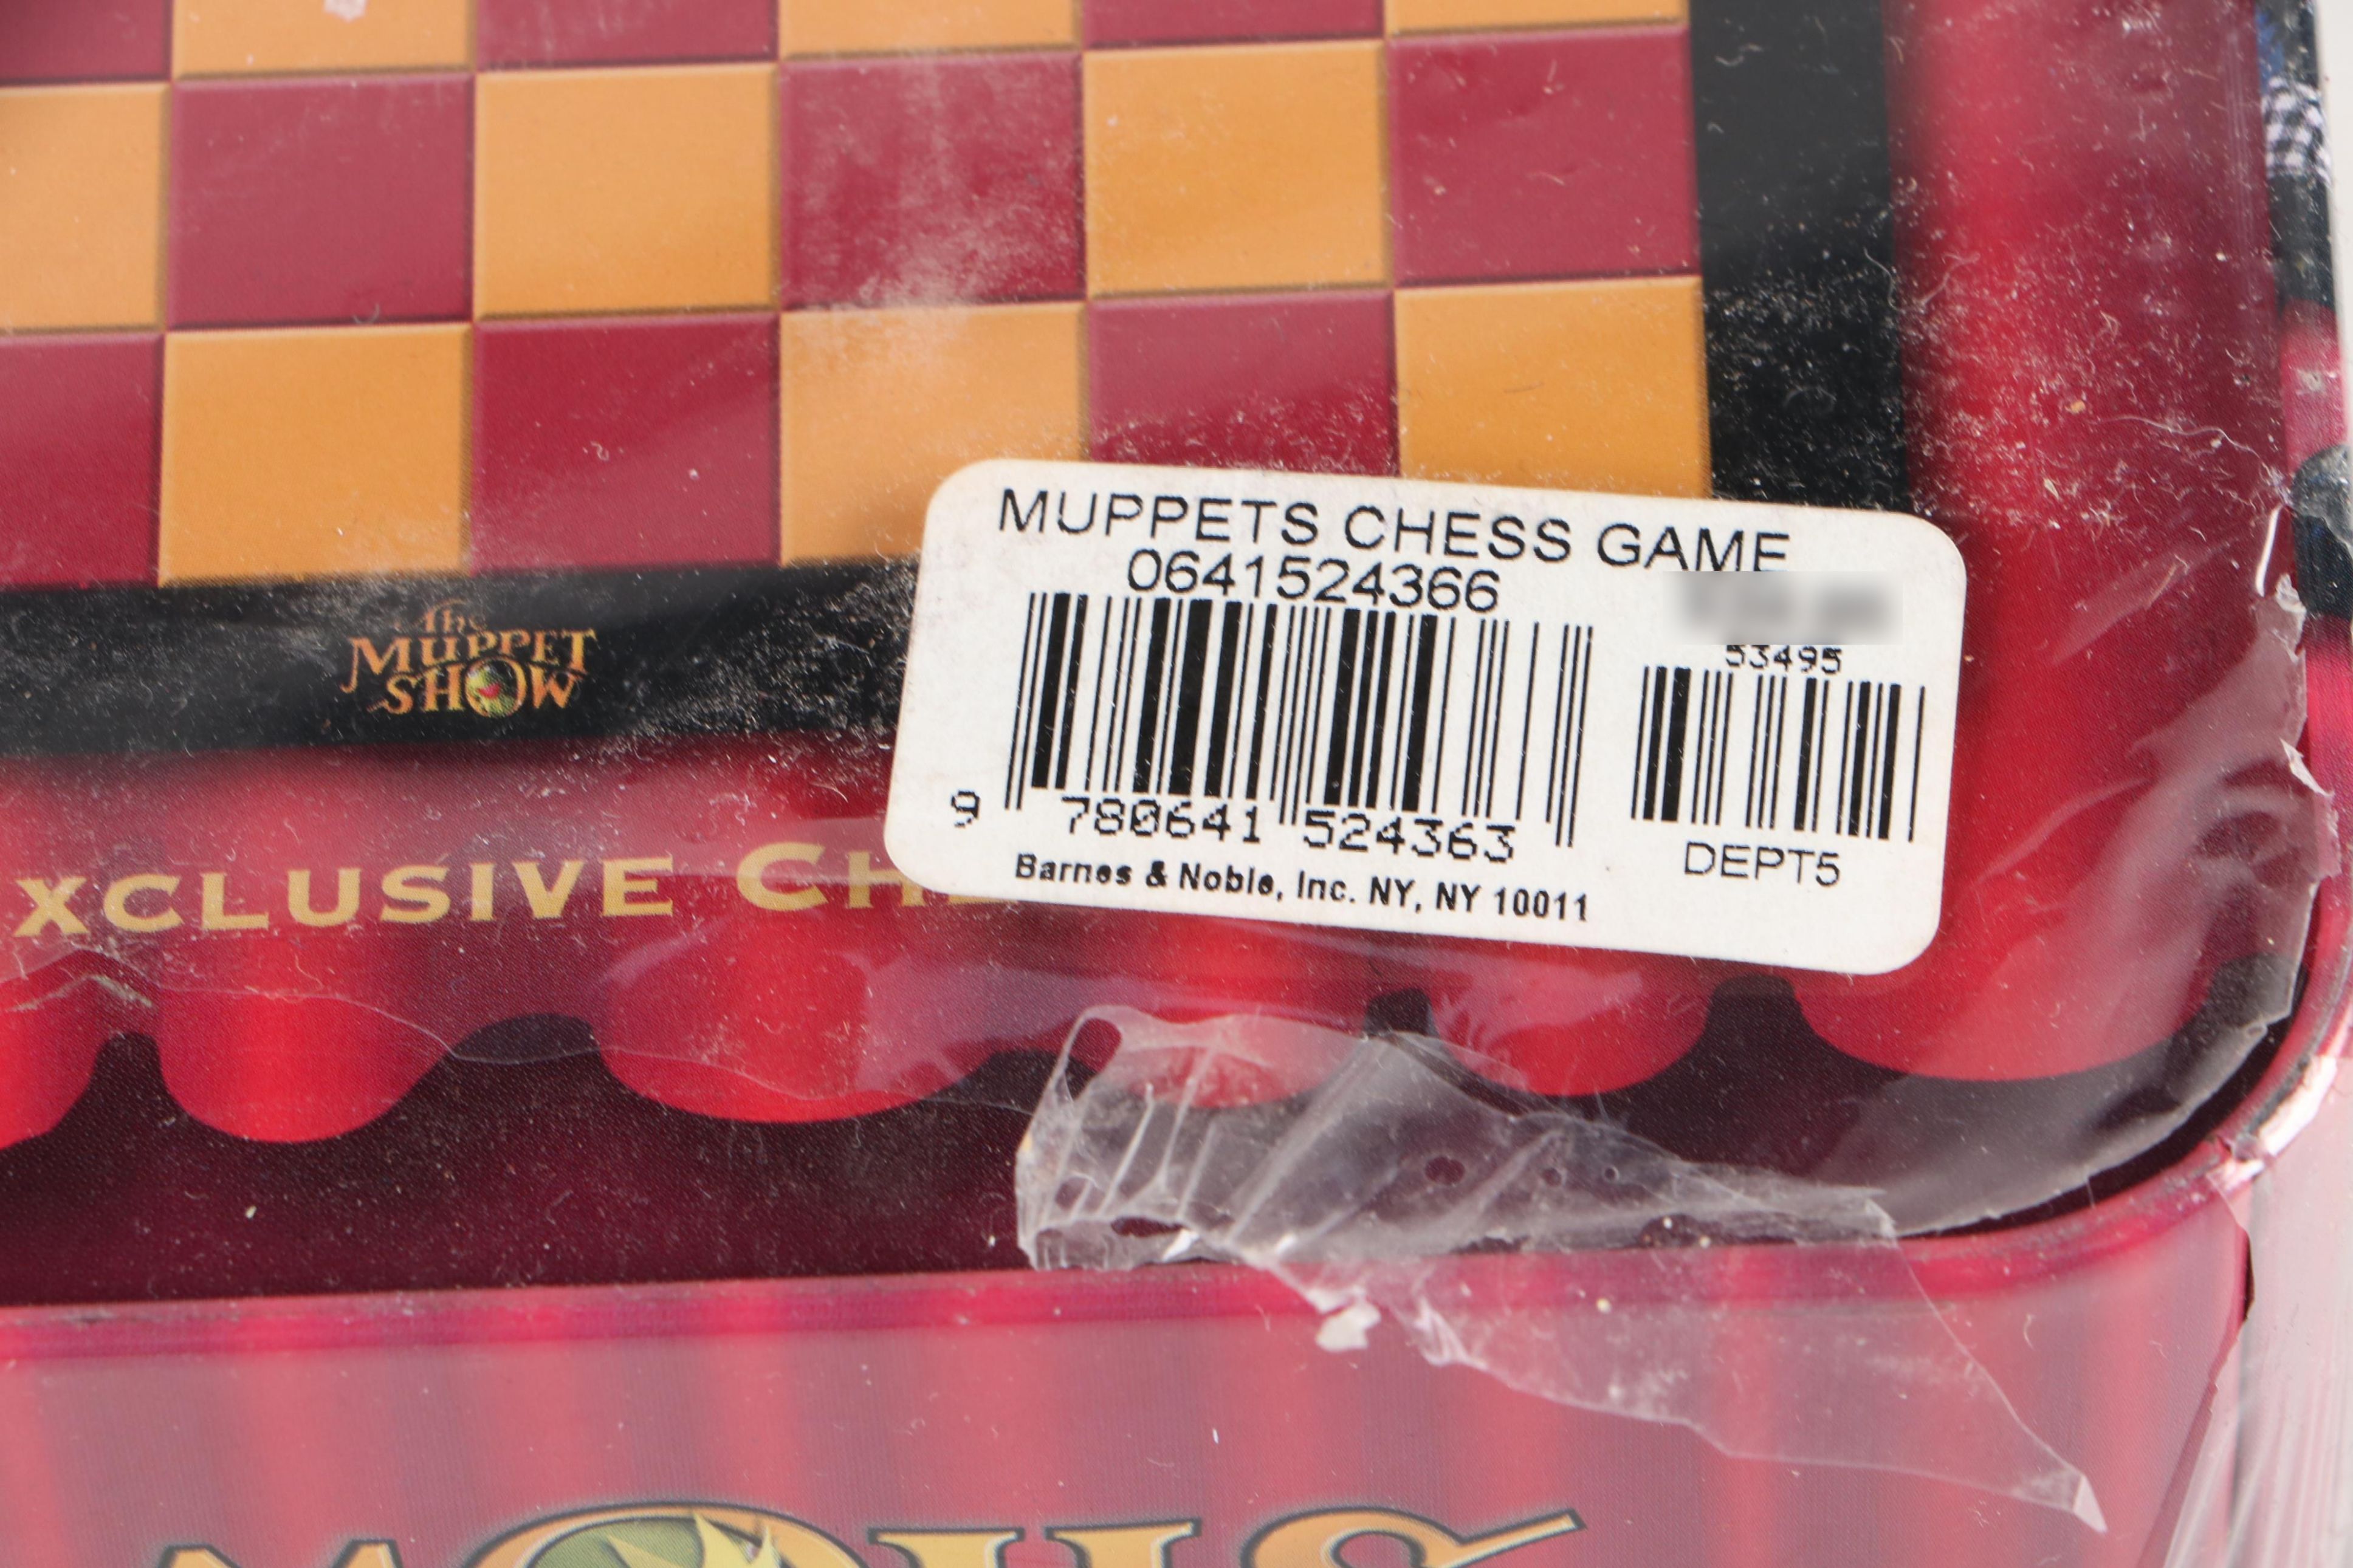 MUPPETS CHESS GAME
0641524366
53495
9 780641 524363
DEPT5
Barnes & Noble, Inc. NY, NY 10011
The
MUPPET
SHOW
XCLUSIVE CHE